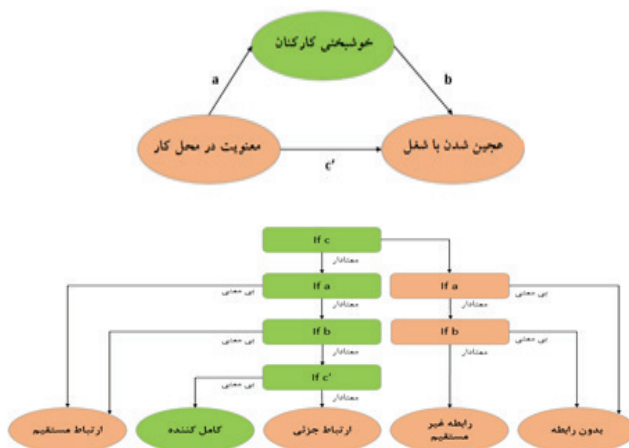 خوشبختی کارکنان
a
b
معنویت در محل کار
عجین شدن با شغل
c'
If c
معنادار
If a
If a
بی معنی
معنادار
معنادار
بی معنی
If b
If b
بی معنی
معنادار
معنادار
بی معنی
If c'
بی معنی
معنادار
ارتباط مستقیم
کامل کننده
ارتباط جزئی
رابطه غیر
مستقیم
بدون رابطه